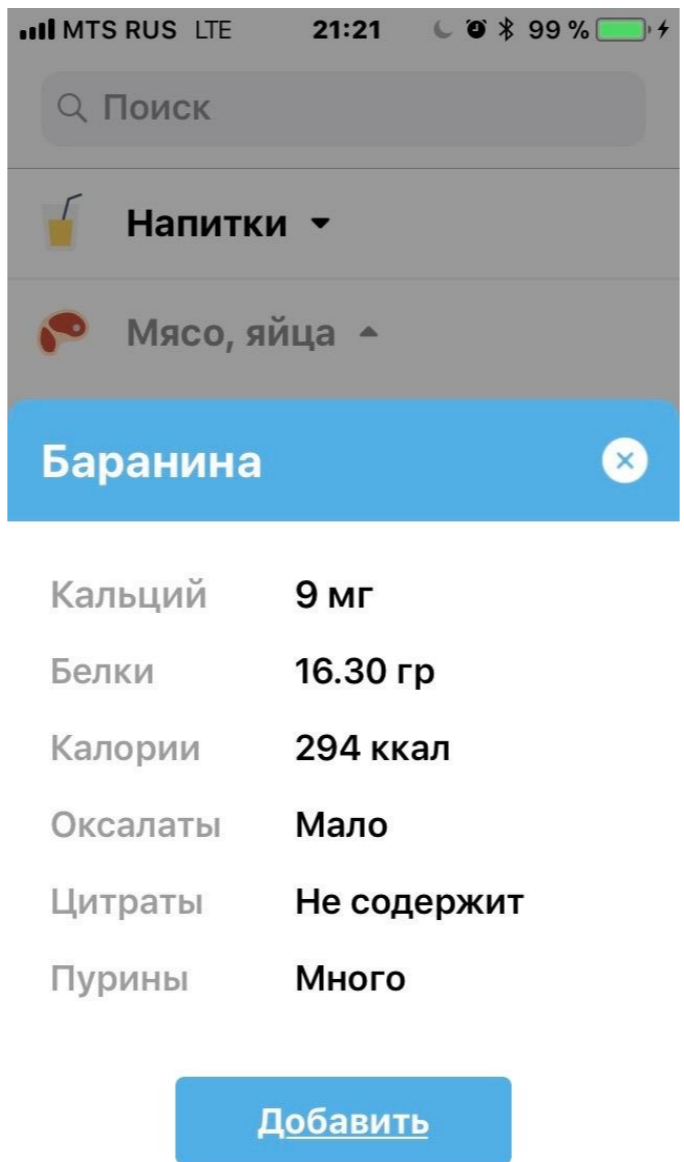 MTS RUS LTE 21:21 99 %
Поиск
Напитки
Мясо, яйца
Баранина
Кальций 9 мг
Белки 16.30 гр
Калории 294 ккал
Оксалаты Мало
Цитраты Не содержит
Пурины Много
Добавить